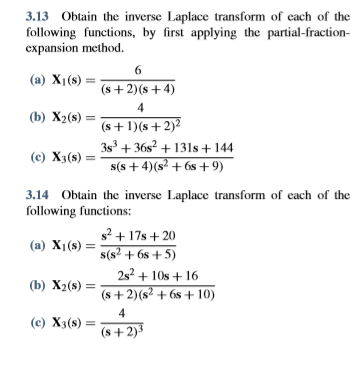 3.13 Obtain the inverse Laplace transform of each of the
following functions, by first applying the partial-fraction-
expansion method.
(a) X₁(s) = 6 / (s + 2)(s + 4)
(b) X₂(s) = 4 / (s + 1)(s + 2)²
(c) X₃(s) = 3s³ + 36s² + 131s + 144 / s(s + 4)(s² + 6s + 9)
3.14 Obtain the inverse Laplace transform of each of the
following functions:
(a) X₁(s) = s² + 17s + 20 / s(s² + 6s + 5)
(b) X₂(s) = 2s² + 10s + 16 / (s + 2)(s² + 6s + 10)
(c) X₃(s) = 4 / (s + 2)³